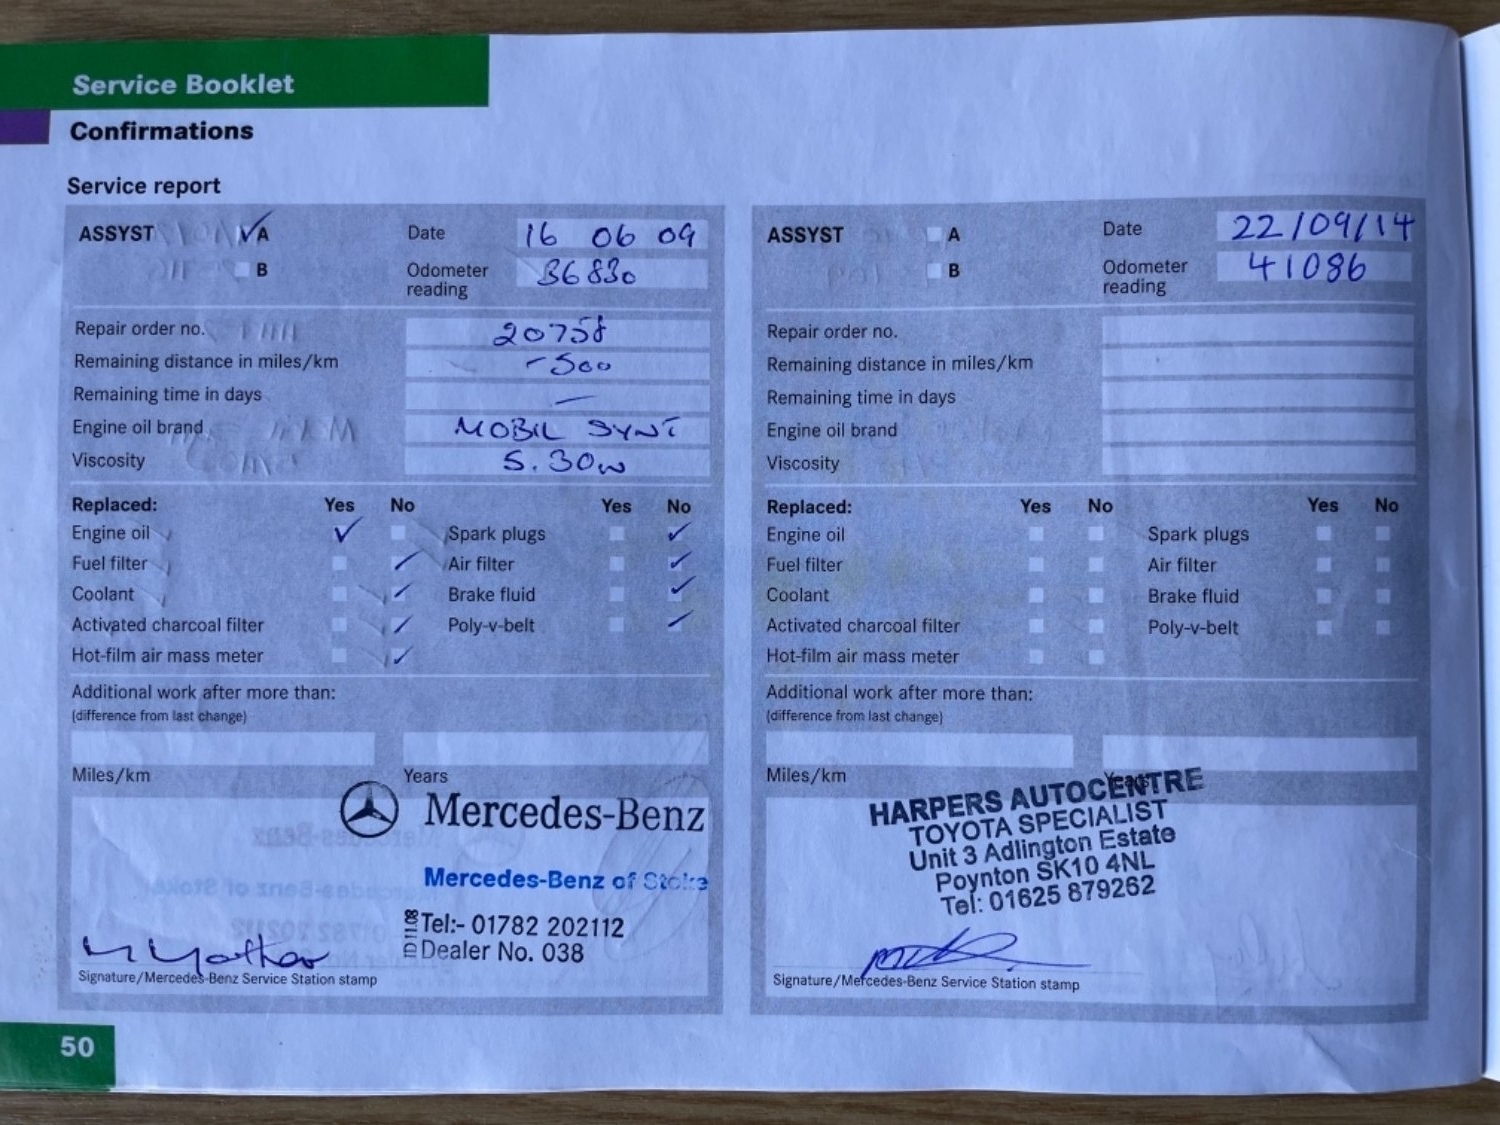 Service Booklet
Confirmations
Service report
ASSYST ✓ A Date 16 06 09
B Odometer reading 36830
Repair order no. 20758
Remaining distance in miles/km -500
Remaining time in days —
Engine oil brand MOBIL SYNT
Viscosity 5.30w
Replaced: Yes No Yes No
Engine oil ✓ Spark plugs ✓
Fuel filter ✓ Air filter ✓
Coolant ✓ Brake fluid ✓
Activated charcoal filter ✓ Poly-v-belt ✓
Hot-film air mass meter ✓
Additional work after more than:
(difference from last change)
Miles/km Years
Mercedes-Benz
Mercedes-Benz of Stoke
Tel:- 01782 202112
Dealer No. 038
Signature/Mercedes-Benz Service Station stamp
ASSYST A Date 22/09/14
B Odometer reading 41086
Repair order no.
Remaining distance in miles/km
Remaining time in days
Engine oil brand
Viscosity
Replaced: Yes No Yes No
Engine oil Spark plugs
Fuel filter Air filter
Coolant Brake fluid
Activated charcoal filter Poly-v-belt
Hot-film air mass meter
Additional work after more than:
(difference from last change)
Miles/km Years
HARPERS AUTOCENTRE
TOYOTA SPECIALIST
Unit 3 Adlington Estate
Poynton SK10 4NL
Tel: 01625 879262
Signature/Mercedes-Benz Service Station stamp
50